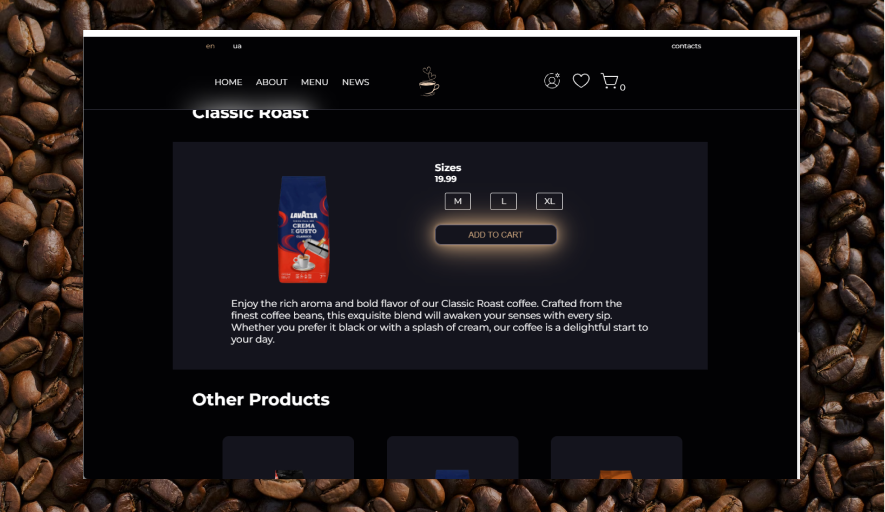 en ua contacts
HOME ABOUT MENU NEWS 0
Classic Roast
Sizes
19.99
M L XL
ADD TO CART
LAVAZZA
CREMA
E GUSTO
CLASSICO
Enjoy the rich aroma and bold flavor of our Classic Roast coffee. Crafted from the
finest coffee beans, this exquisite blend will awaken your senses with every sip.
Whether you prefer it black or with a splash of cream, our coffee is a delightful start to
your day.
Other Products